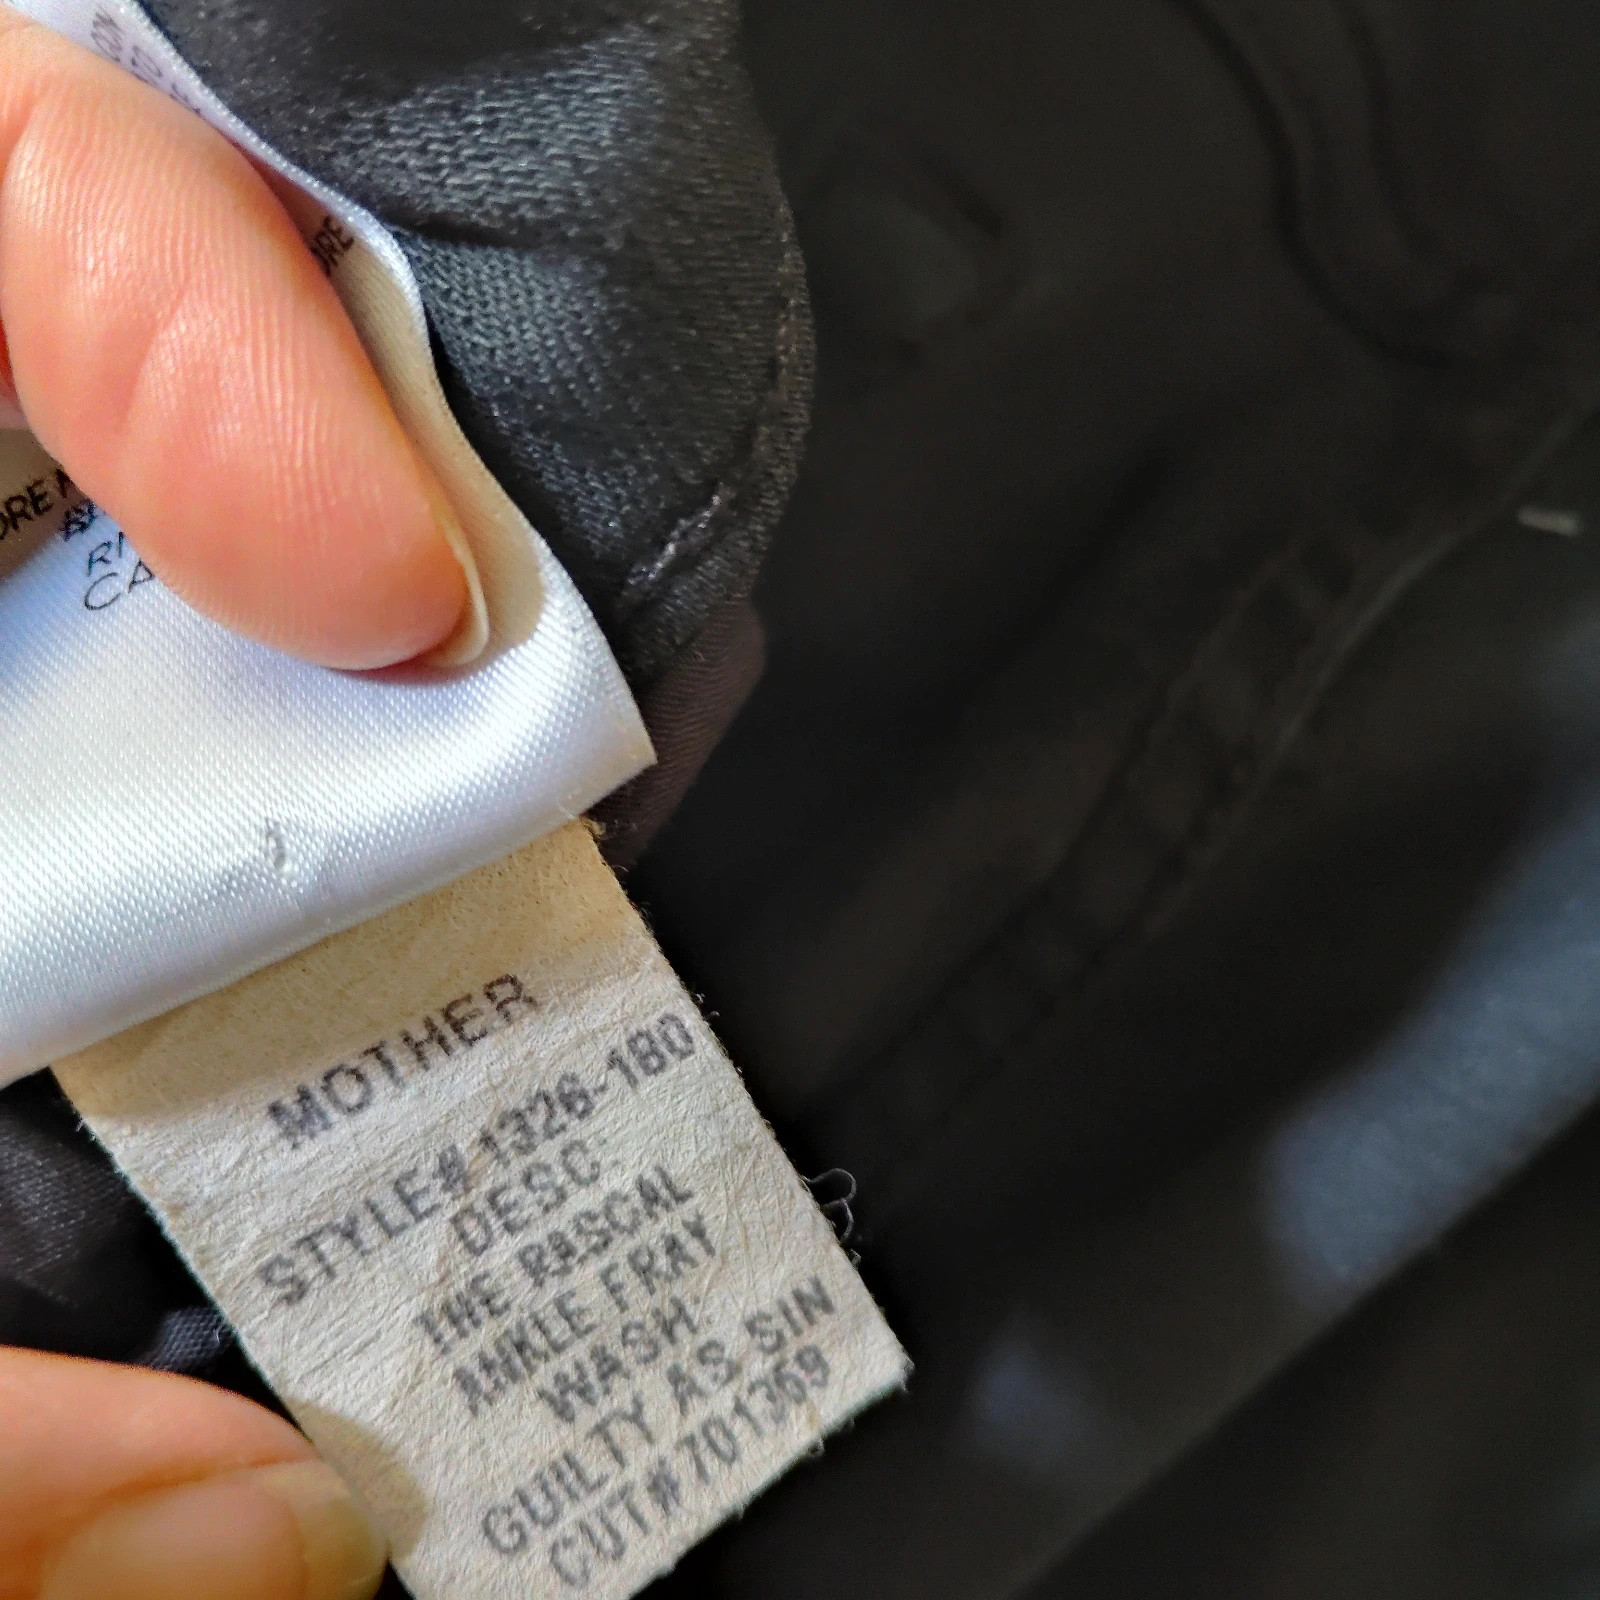 MOTHER
STYLE# 1326-180
DESC:
THE RASCAL
ANKLE FRAY
WASH:
GUILTY AS SIN
CUT# 701369